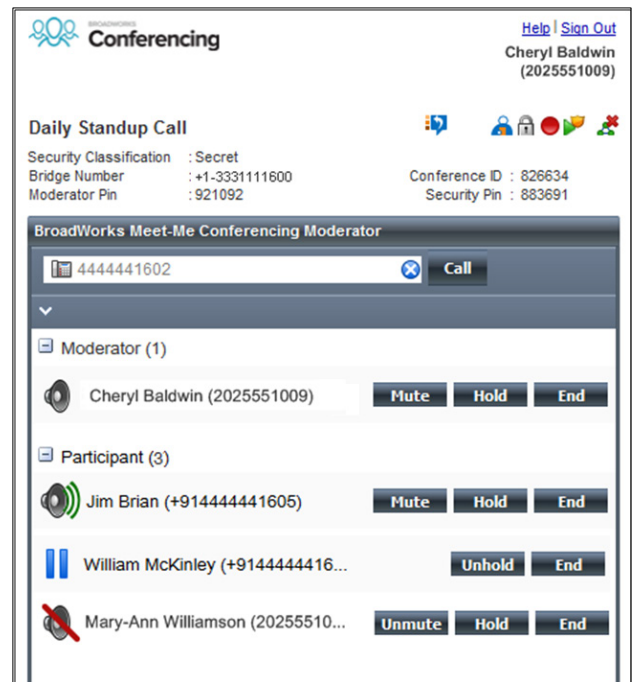 BROADWORKS
Conferencing
Help | Sign Out
Cheryl Baldwin
(2025551009)
Daily Standup Call
Security Classification : Secret
Bridge Number : +1-3331111600 Conference ID : 826634
Moderator Pin : 921092 Security Pin : 883691
BroadWorks Meet-Me Conferencing Moderator
4444441602 Call
Moderator (1)
Cheryl Baldwin (2025551009) Mute Hold End
Participant (3)
Jim Brian (+914444441605) Mute Hold End
William McKinley (+9144444416... Unhold End
Mary-Ann Williamson (20255510... Unmute Hold End